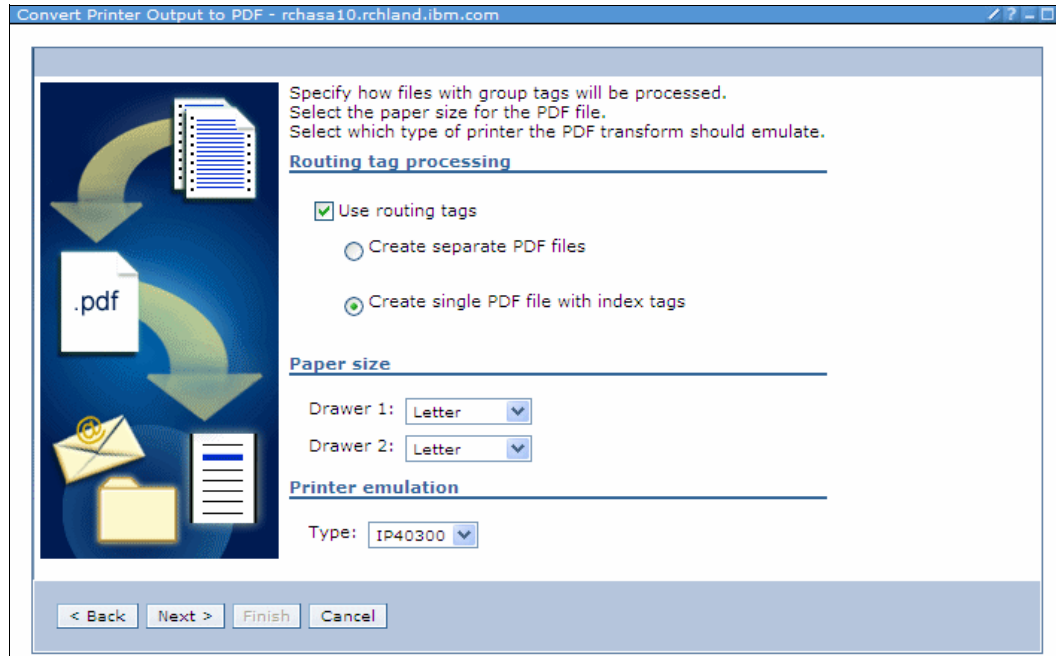 Convert Printer Output to PDF - rchasa10.rchland.ibm.com
Specify how files with group tags will be processed.
Select the paper size for the PDF file.
Select which type of printer the PDF transform should emulate.
Routing tag processing
Use routing tags
Create separate PDF files
Create single PDF file with index tags
Paper size
Drawer 1: Letter
Drawer 2: Letter
Printer emulation
Type: IP40300
.pdf
@
< Back Next > Finish Cancel